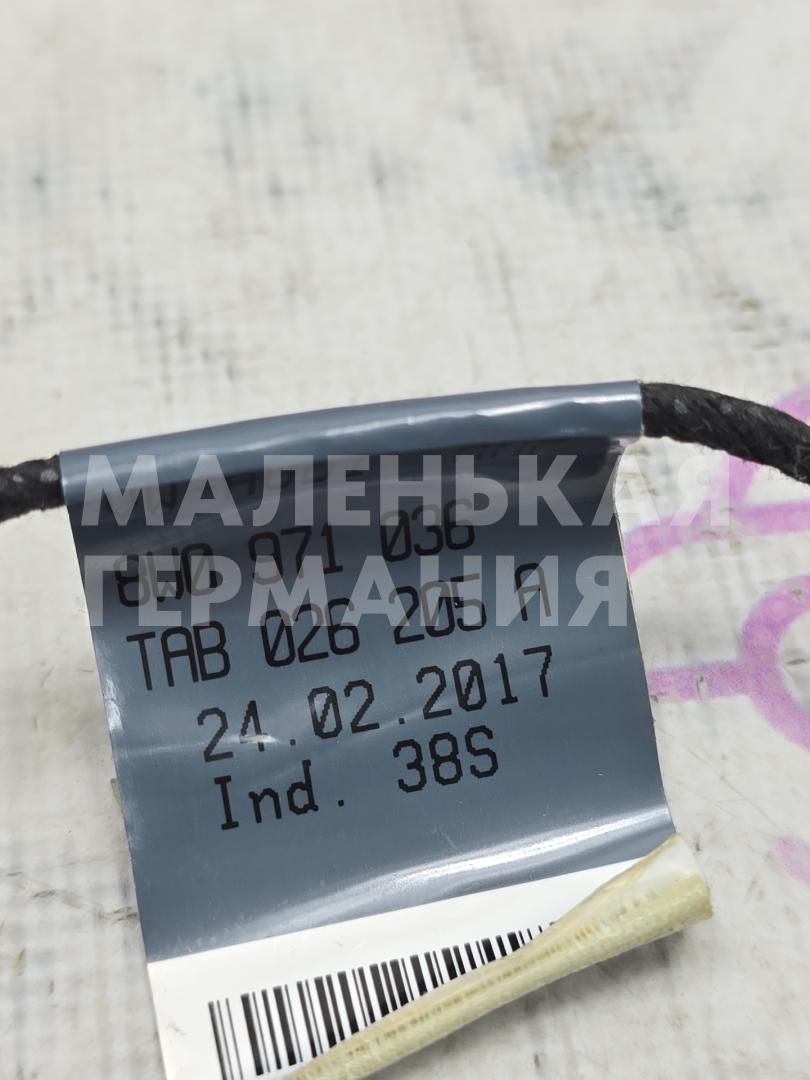 МАЛЕНЬКАЯ
ГЕРМАНИЯ
8W0 971 036
TAB 026 205 A
24.02.2017
Ind. 38S